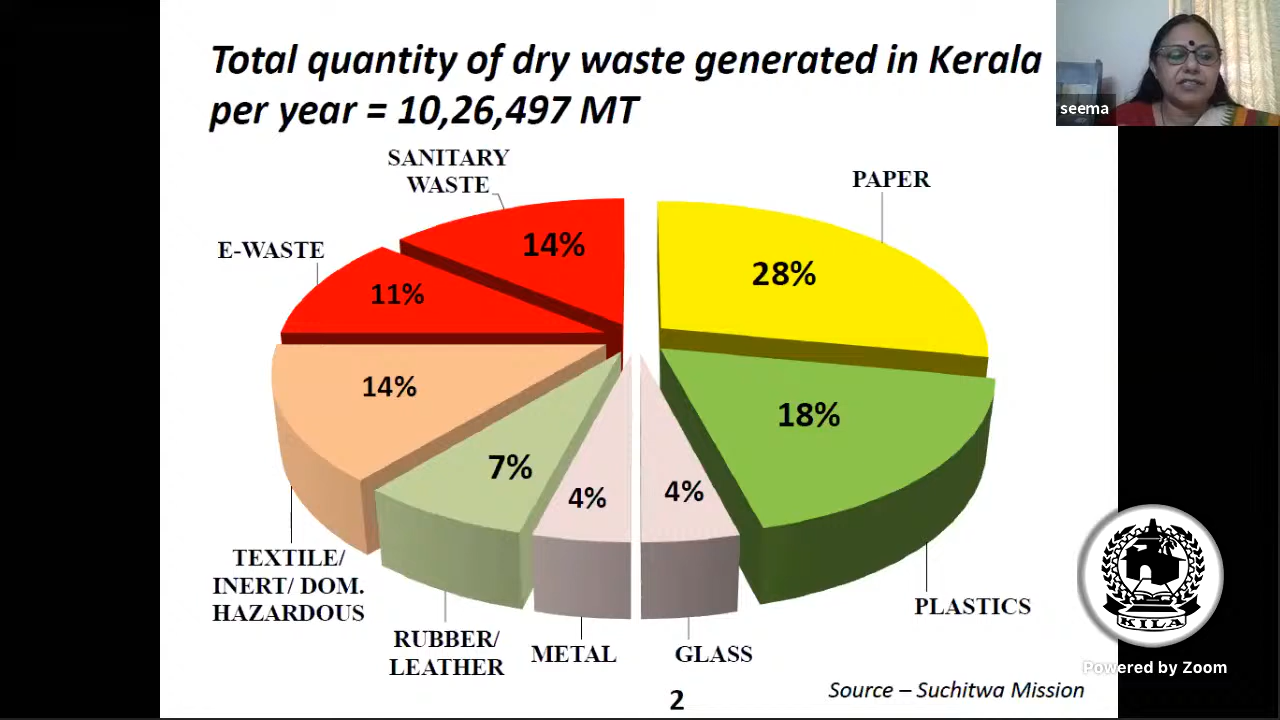 Total quantity of dry waste generated in Kerala
per year = 10,26,497 MT
seema
SANITARY
WASTE
PAPER
E-WASTE
14%
28%
11%
14%
18%
7%
4%
4%
TEXTILE/
INERT/ DOM.
HAZARDOUS
PLASTICS
RUBBER/
LEATHER
METAL
GLASS
KILA
Powered by Zoom
Source – Suchitwa Mission
2